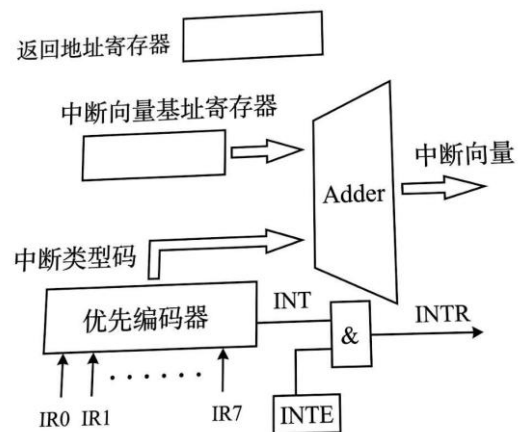 返回地址寄存器
中断向量基址寄存器
中断向量
Adder
中断类型码
优先编码器
INT
&
INTR
INTE
IR0 IR1 · · · · · · IR7